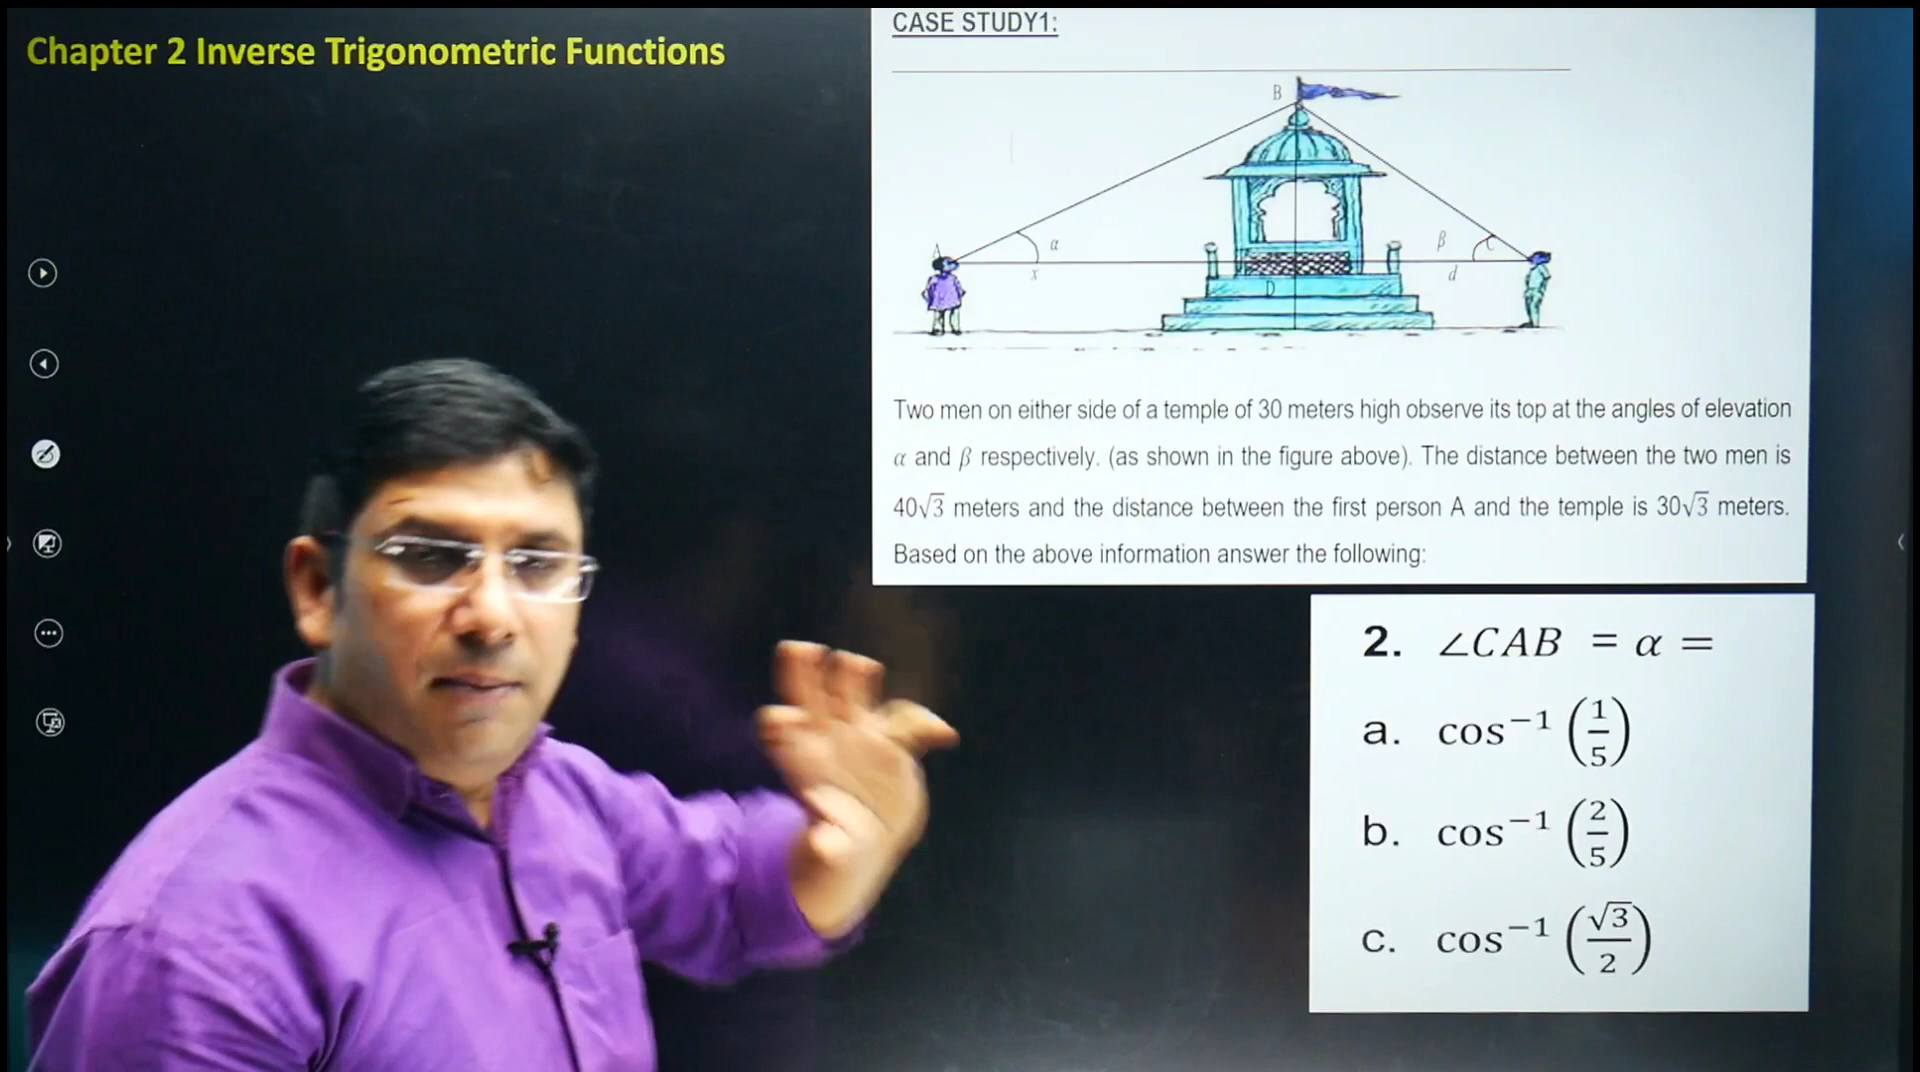 Chapter 2 Inverse Trigonometric Functions
CASE STUDY1:
B
A
α
x
β
C
d
D
Two men on either side of a temple of 30 meters high observe its top at the angles of elevation
α and β respectively. (as shown in the figure above). The distance between the two men is
40√3 meters and the distance between the first person A and the temple is 30√3 meters.
Based on the above information answer the following:
2. ∠CAB = α =
a. cos⁻¹ (1/5)
b. cos⁻¹ (2/5)
c. cos⁻¹ (√3/2)